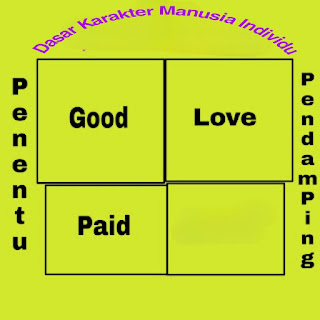 Dasar Karakter Manusia Individu
Penentu
Good
Love
Paid
PendamPing